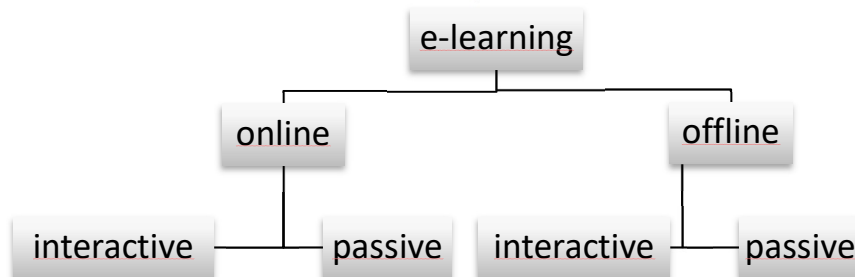 e-learning
online
offline
interactive
passive
interactive
passive